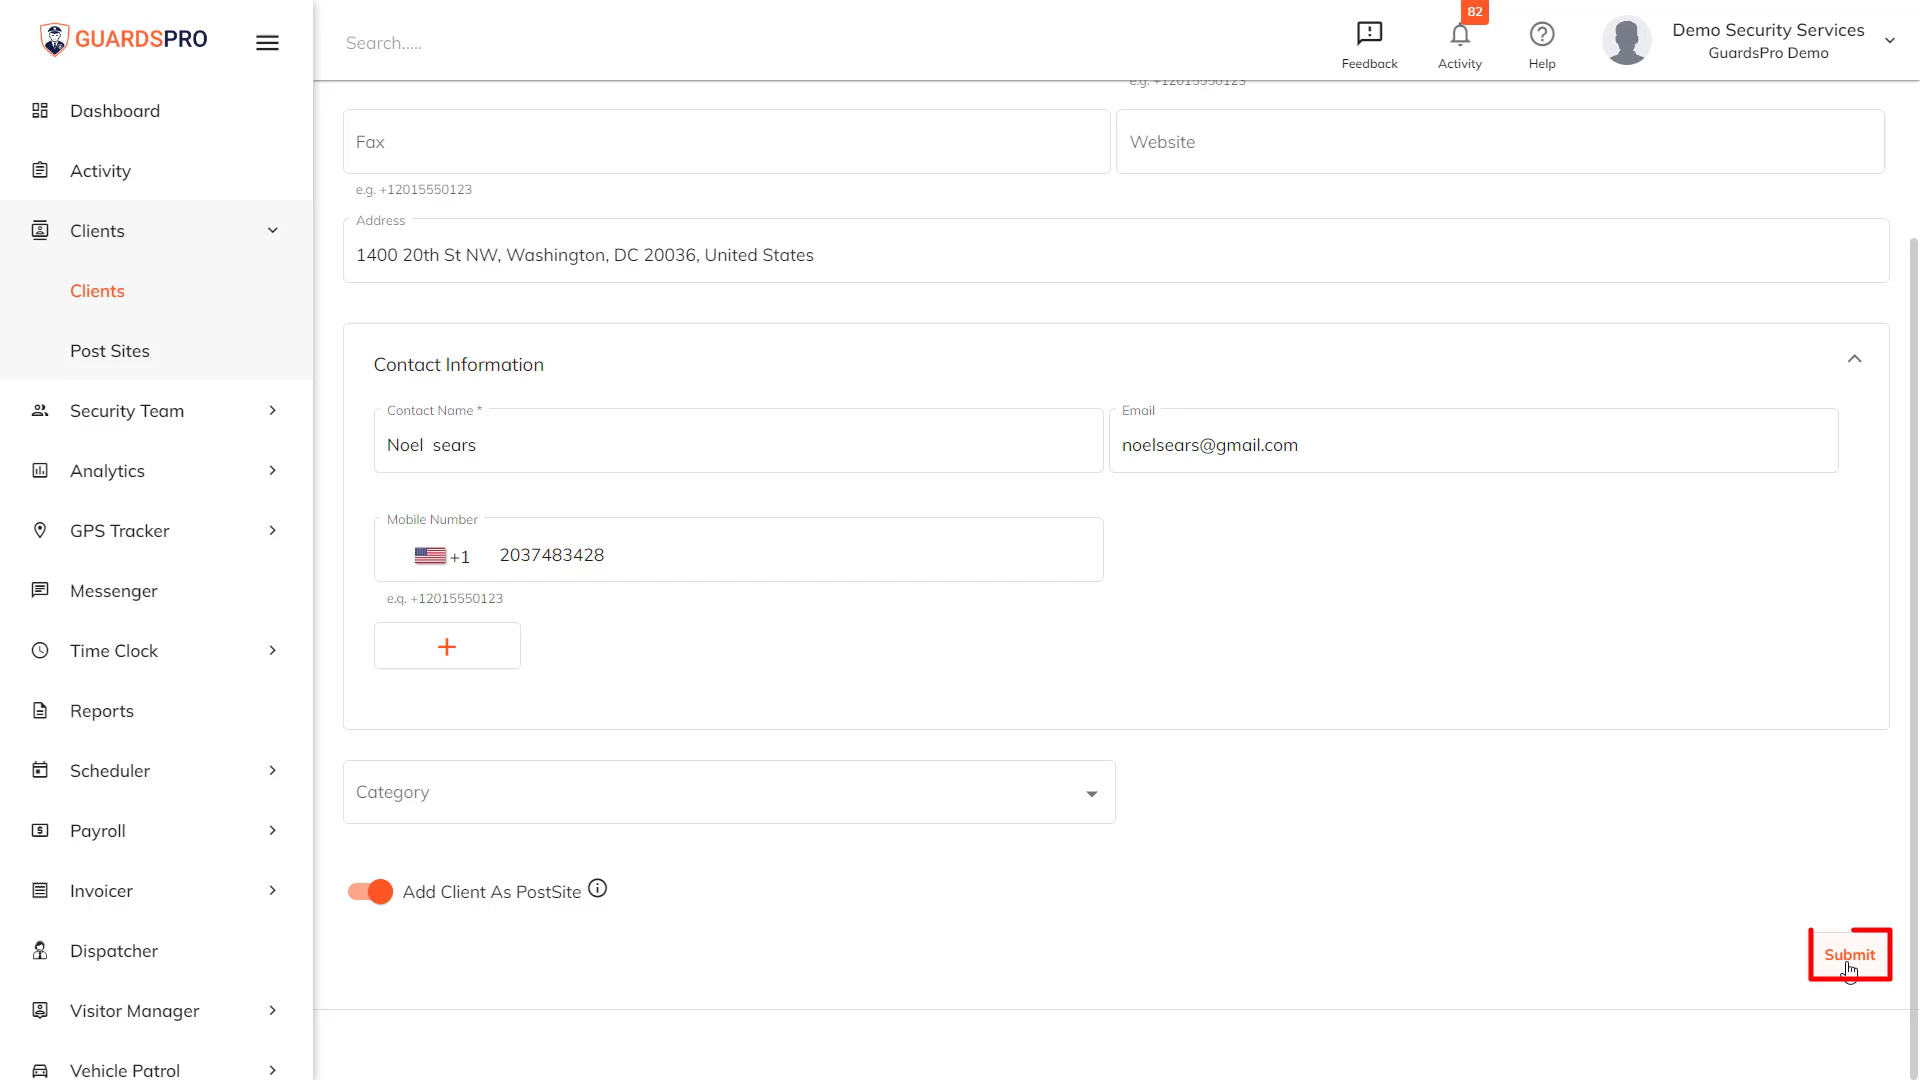 GUARDSPRO
Search.....
Feedback
82
Activity
Help
Demo Security Services
GuardsPro Demo
Dashboard
Activity
Clients
Clients
Post Sites
Security Team
Analytics
GPS Tracker
Messenger
Time Clock
Reports
Scheduler
Payroll
Invoicer
Dispatcher
Visitor Manager
Vehicle Patrol
e.g. +12015550123
Fax
Website
e.g. +12015550123
Address
1400 20th St NW, Washington, DC 20036, United States
Contact Information
Contact Name *
Noel  sears
Email
noelsears@gmail.com
Mobile Number
+1 2037483428
e.g. +12015550123
+
Category
Add Client As PostSite
Submit